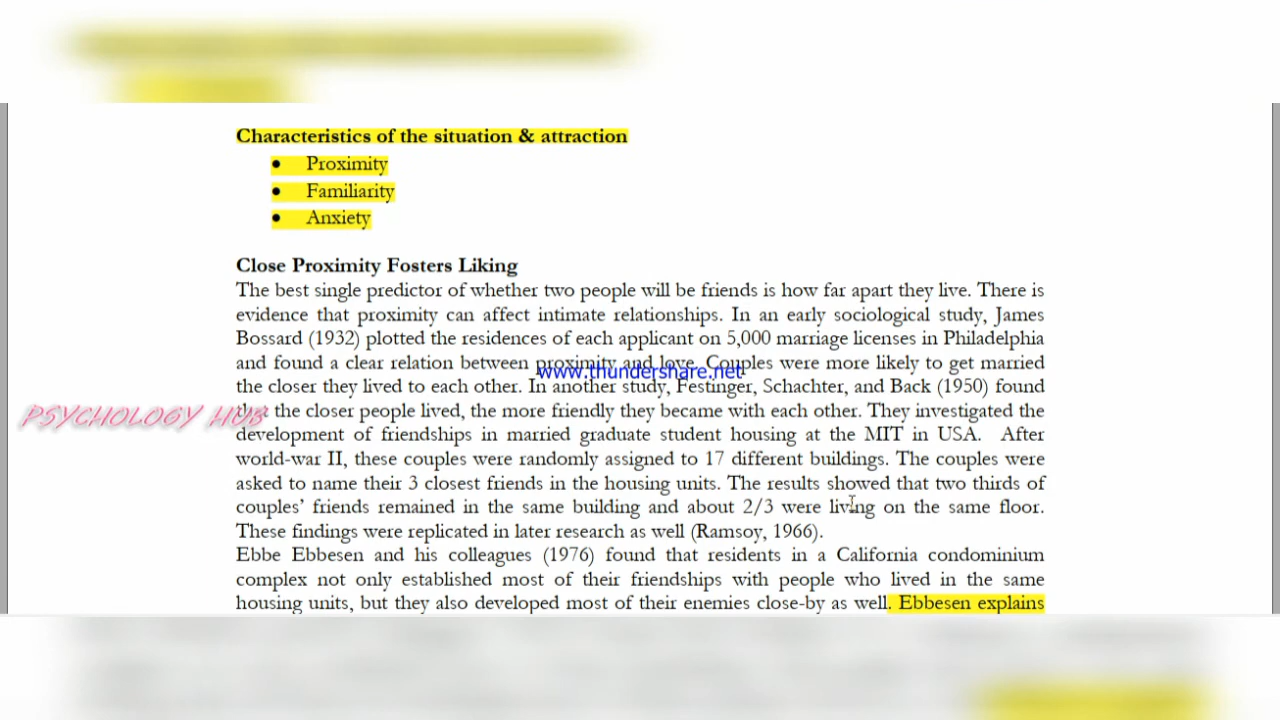 Characteristics of the situation & attraction
• Proximity
• Familiarity
• Anxiety
Close Proximity Fosters Liking
The best single predictor of whether two people will be friends is how far apart they live. There is
evidence that proximity can affect intimate relationships. In an early sociological study, James
Bossard (1932) plotted the residences of each applicant on 5,000 marriage licenses in Philadelphia
and found a clear relation between proximity and love. Couples were more likely to get married
www.thundershare.net
the closer they lived to each other. In another study, Festinger, Schachter, and Back (1950) found
PSYCHOLOGY HUB
that the closer people lived, the more friendly they became with each other. They investigated the
development of friendships in married graduate student housing at the MIT in USA. After
world-war II, these couples were randomly assigned to 17 different buildings. The couples were
asked to name their 3 closest friends in the housing units. The results showed that two thirds of
couples' friends remained in the same building and about 2/3 were living on the same floor.
These findings were replicated in later research as well (Ramsoy, 1966).
Ebbe Ebbesen and his colleagues (1976) found that residents in a California condominium
complex not only established most of their friendships with people who lived in the same
housing units, but they also developed most of their enemies close-by as well. Ebbesen explains